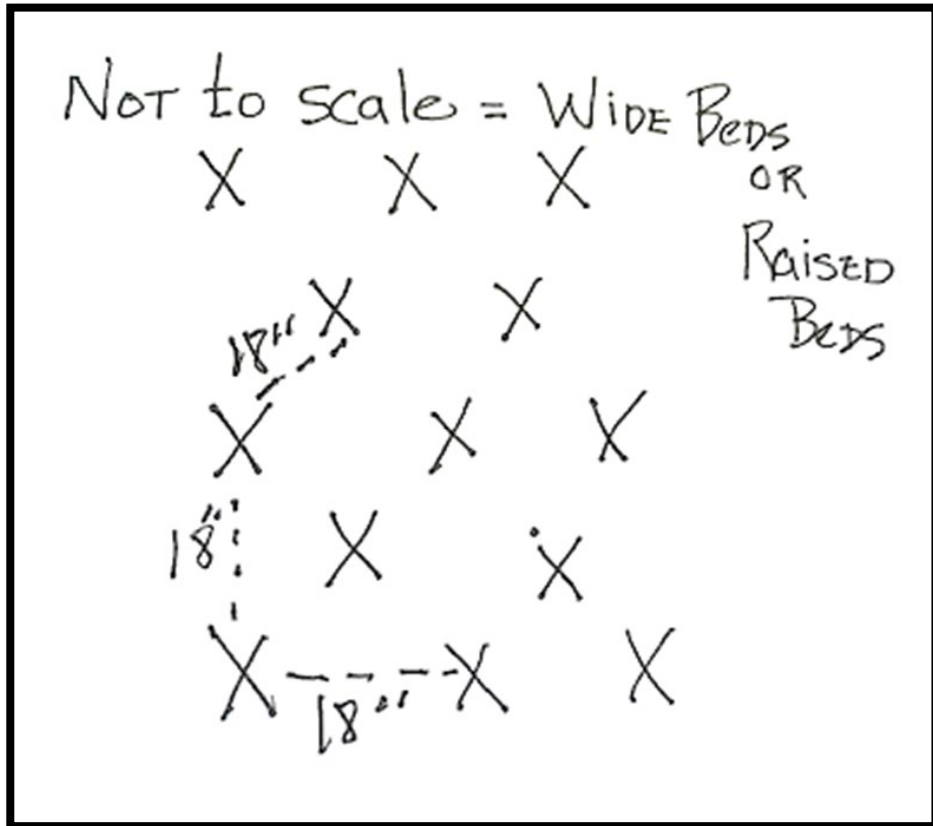 NOT to scale = WIDE BEDS
OR
RAISED
BEDS
18"
18"
18"